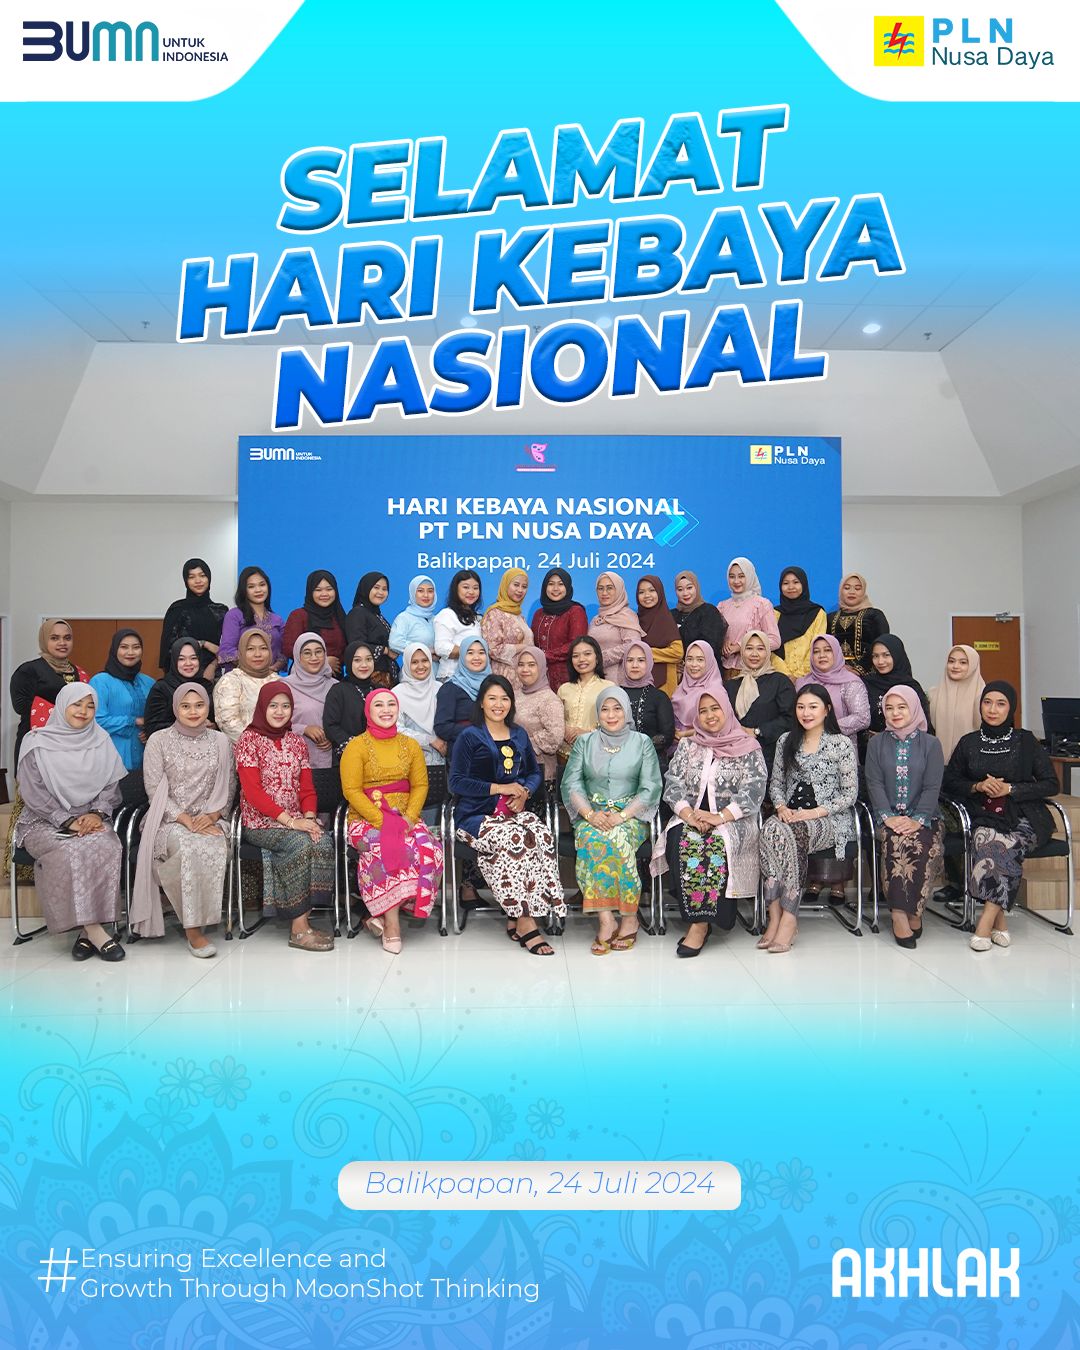 BUMN UNTUK
INDONESIA
PLN
Nusa Daya
SELAMAT
HARI KEBAYA
NASIONAL
BUMN UNTUK
INDONESIA
PLN
Nusa Daya
HARI KEBAYA NASIONAL
PT PLN NUSA DAYA
Balikpapan, 24 Juli 2024
Balikpapan, 24 Juli 2024
#Ensuring Excellence and
Growth Through MoonShot Thinking
AKHLAK